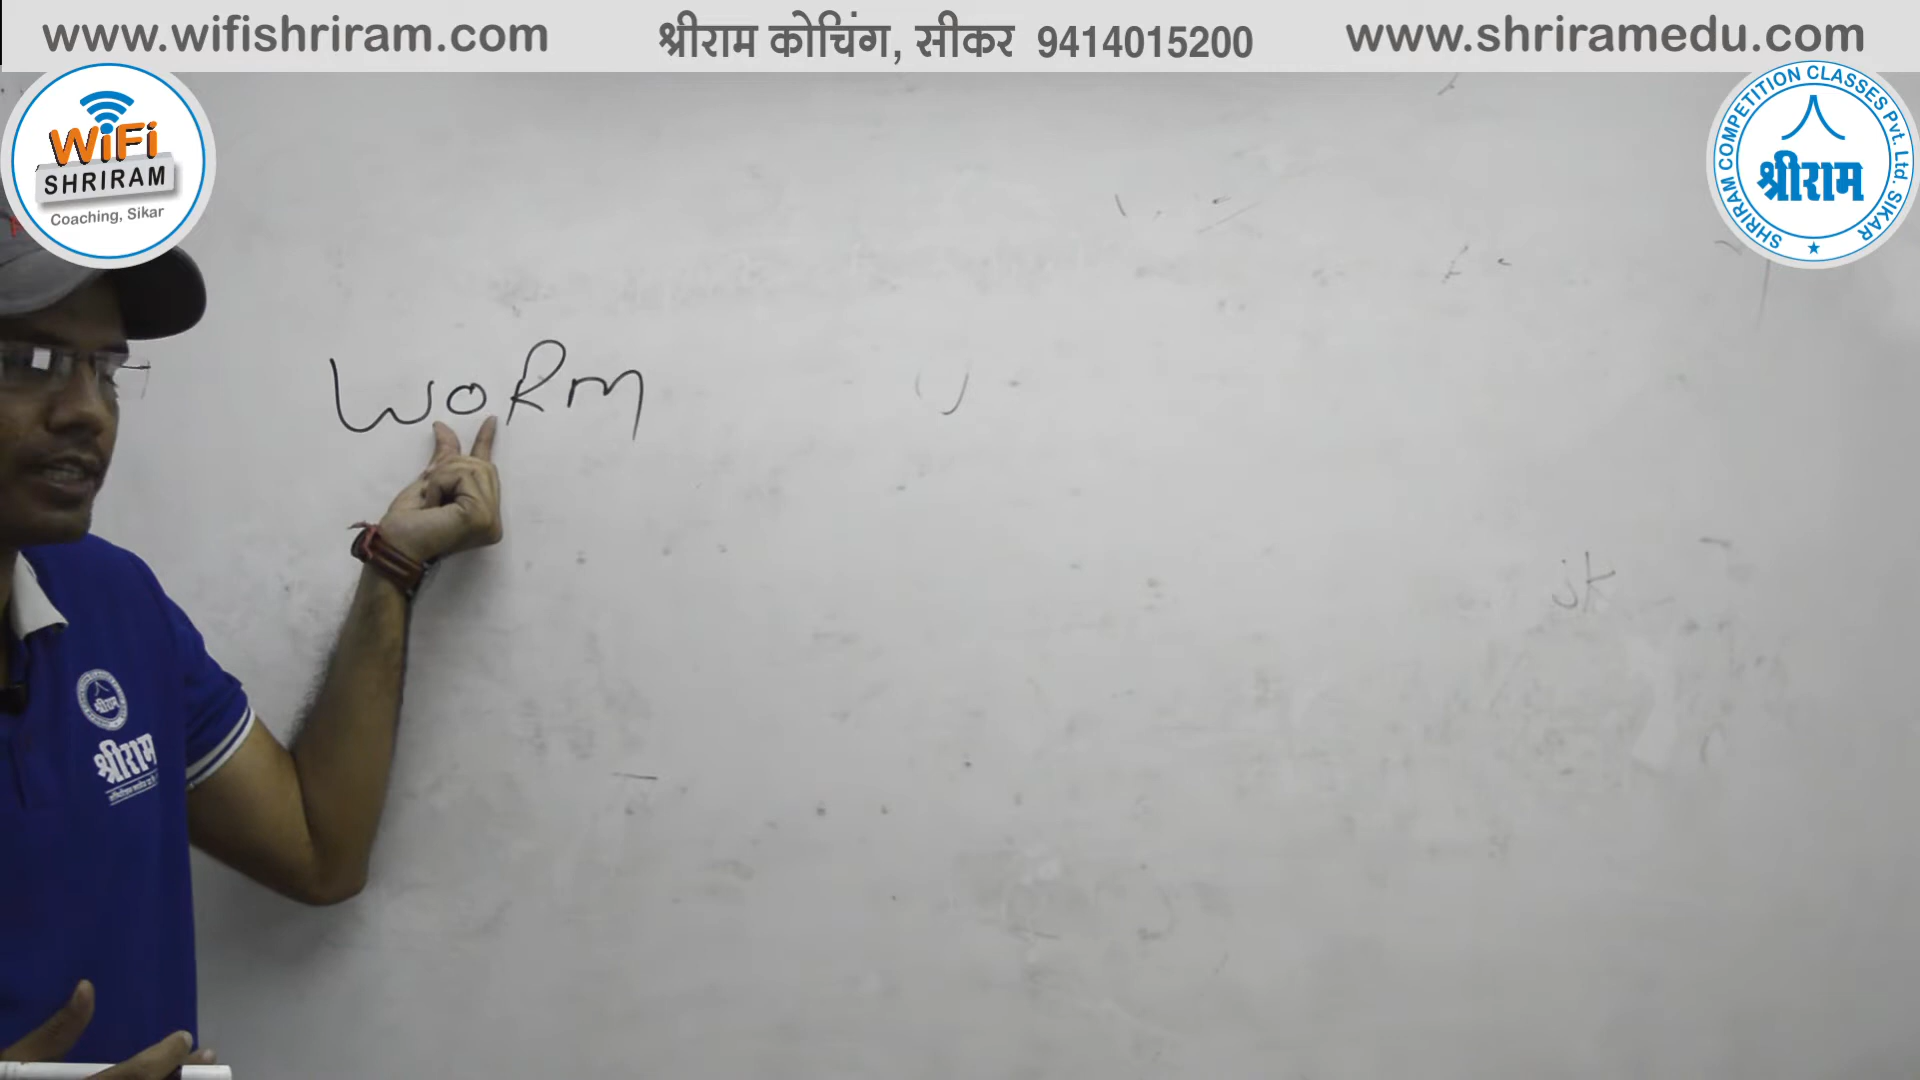 www.wifishriram.com
श्रीराम कोचिंग, सीकर 9414015200
www.shriramedu.com
WiFi
SHRIRAM
Coaching, Sikar
SHRIRAM COMPETITION CLASSES Pvt. Ltd. SIKAR
श्रीराम
WORM
jk
श्रीराम